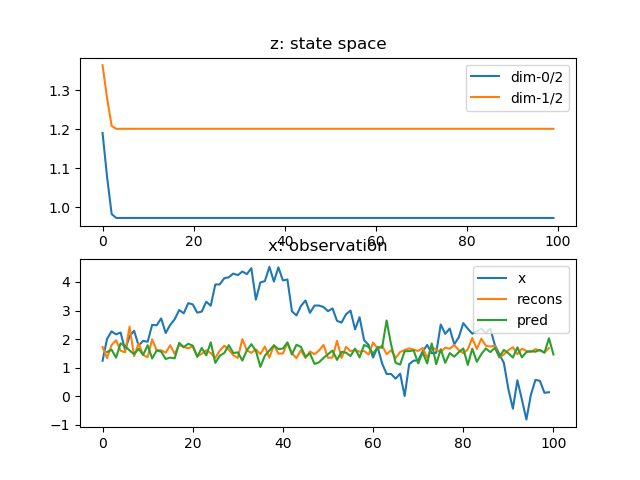 z: state space
dim-0/2
dim-1/2
1.3
1.2
1.1
1.0
0 20 40 60 80 100
x: observation
x
recons
pred
4
3
2
1
0
−1
0 20 40 60 80 100